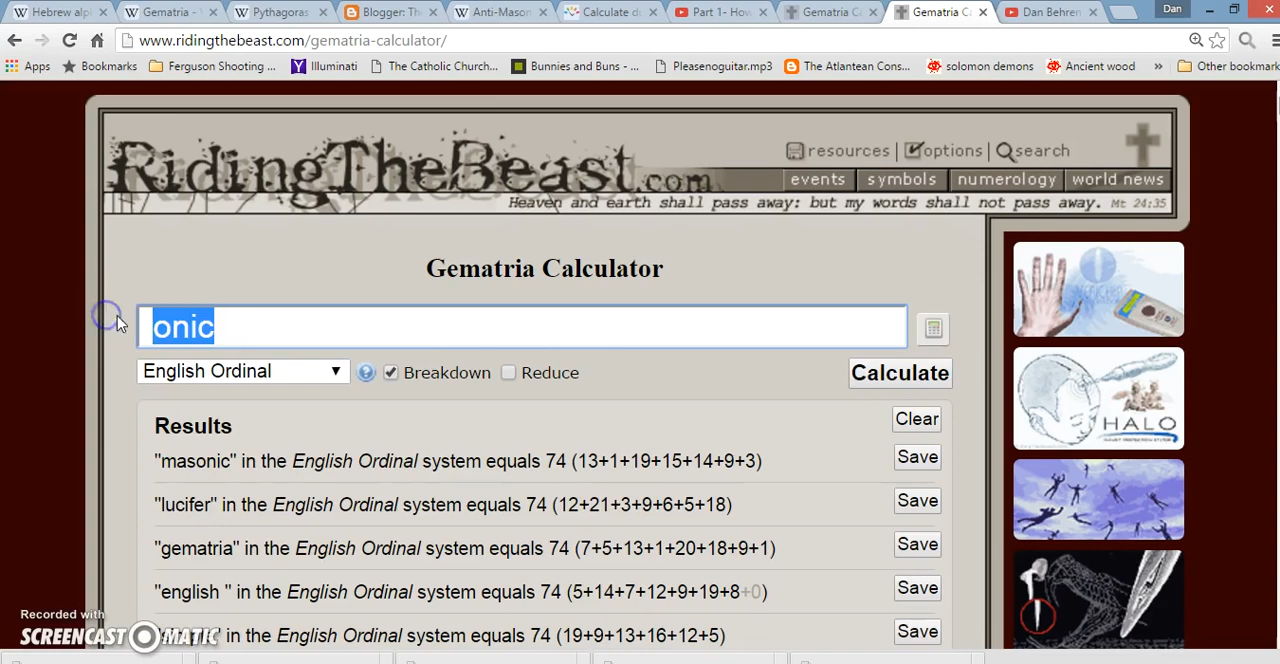 Hebrew alph
Gematria -
Pythagoras
Blogger: The
Anti-Mason
Calculate du
Part 1- How
Gematria Ca
Gematria Ca
Dan Behren
Dan
www.ridingthebeast.com/gematria-calculator/
Apps
Bookmarks
Ferguson Shooting ...
Illuminati
The Catholic Church...
Bunnies and Buns - ...
Pleasenoguitar.mp3
The Atlantean Cons...
solomon demons
Ancient wood
»
Other bookmark
RidingTheBeast.com
resources | options | search
events
symbols
numerology
world news
Heaven and earth shall pass away: but my words shall not pass away. Mt 24:35
Gematria Calculator
onic
English Ordinal
Breakdown
Reduce
Calculate
Results
Clear
"masonic" in the English Ordinal system equals 74 (13+1+19+15+14+9+3)
Save
"lucifer" in the English Ordinal system equals 74 (12+21+3+9+6+5+18)
Save
"gematria" in the English Ordinal system equals 74 (7+5+13+1+20+18+9+1)
Save
"english " in the English Ordinal system equals 74 (5+14+7+12+9+19+8+0)
Save
" in the English Ordinal system equals 74 (19+9+13+16+12+5)
Save
HALO
Recorded with
SCREENCAST MATIC